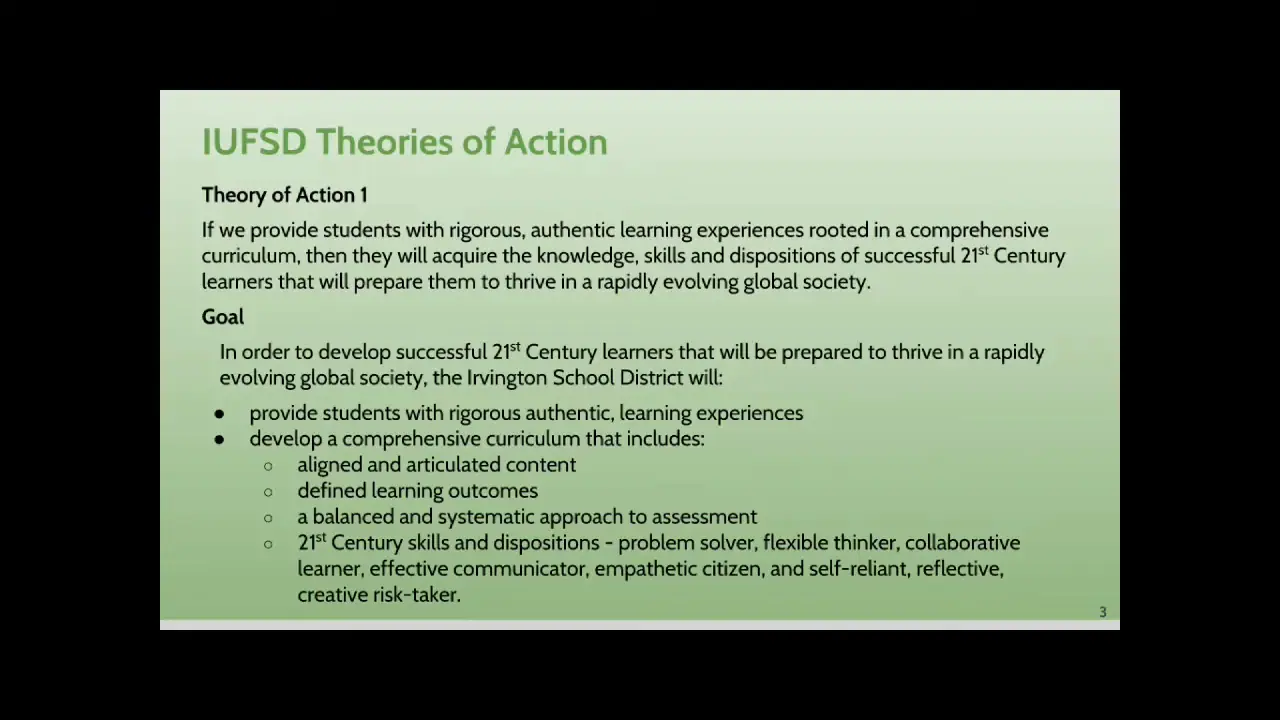 IUFSD Theories of Action
Theory of Action 1
If we provide students with rigorous, authentic learning experiences rooted in a comprehensive
curriculum, then they will acquire the knowledge, skills and dispositions of successful 21st Century
learners that will prepare them to thrive in a rapidly evolving global society.
Goal
In order to develop successful 21st Century learners that will be prepared to thrive in a rapidly
evolving global society, the Irvington School District will:
● provide students with rigorous authentic, learning experiences
● develop a comprehensive curriculum that includes:
○ aligned and articulated content
○ defined learning outcomes
○ a balanced and systematic approach to assessment
○ 21st Century skills and dispositions - problem solver, flexible thinker, collaborative
learner, effective communicator, empathetic citizen, and self-reliant, reflective,
creative risk-taker.
3